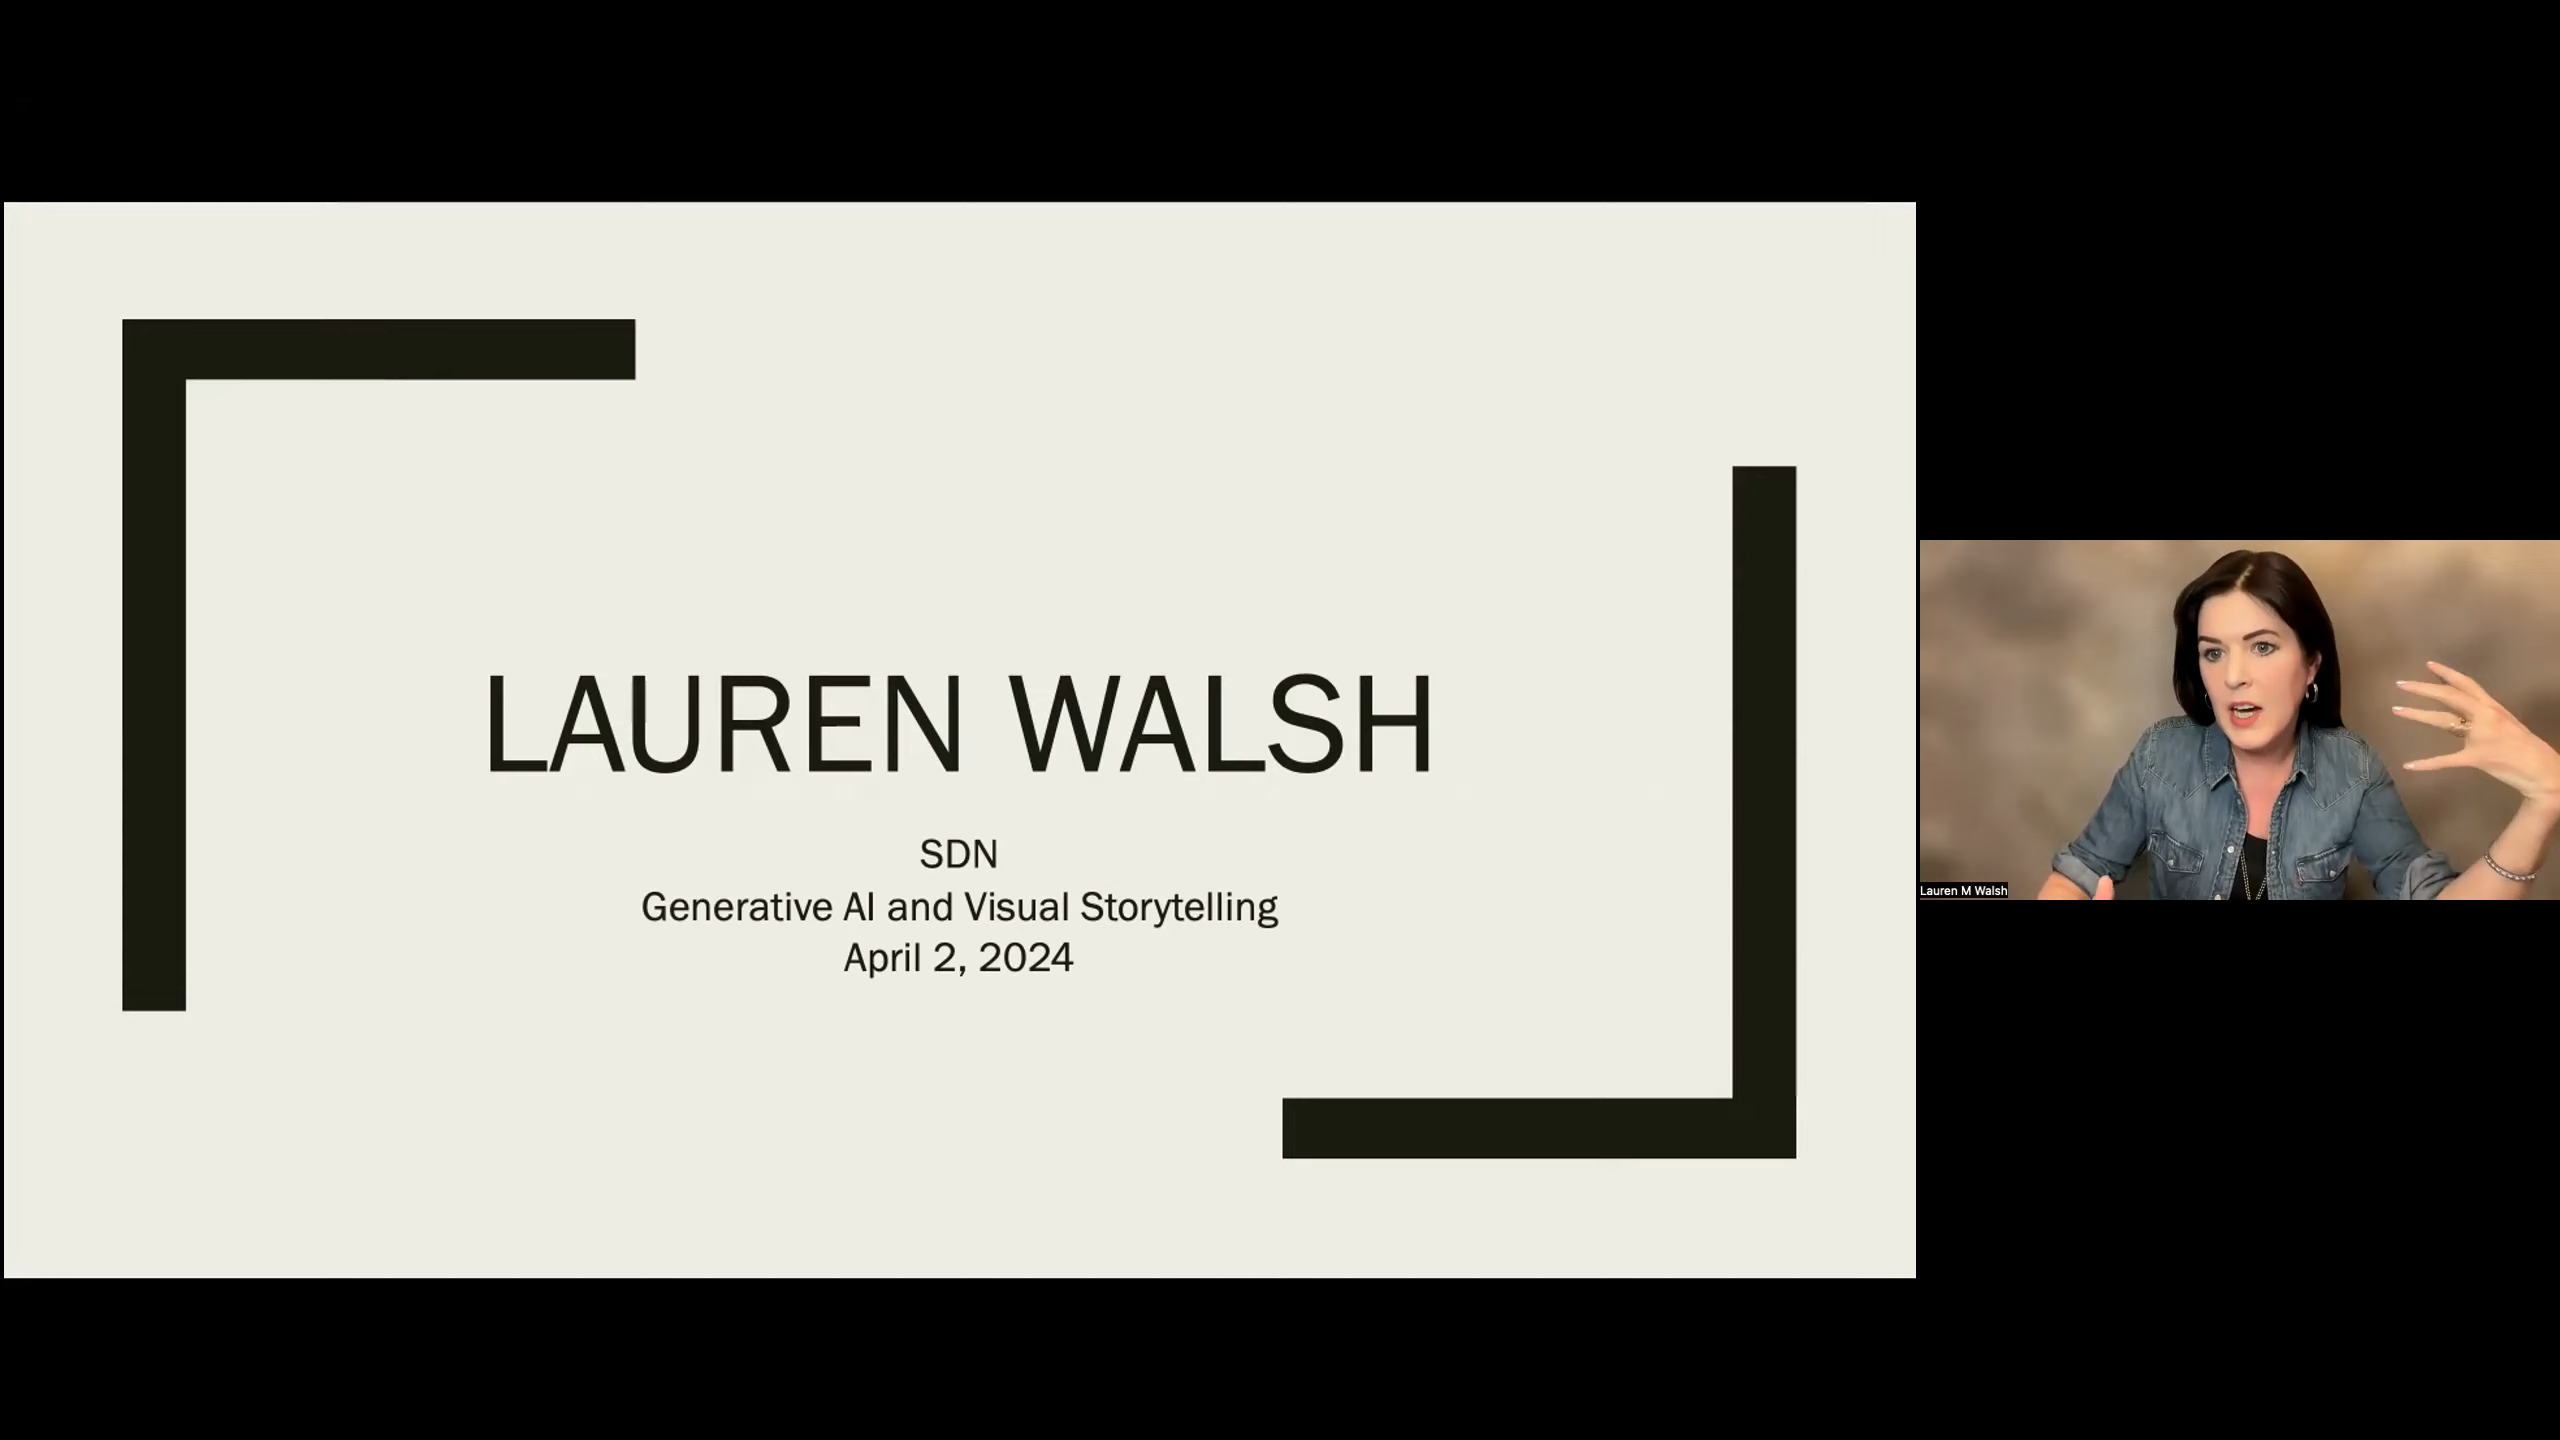 LAUREN WALSH
SDN
Generative AI and Visual Storytelling
April 2, 2024
Lauren M Walsh